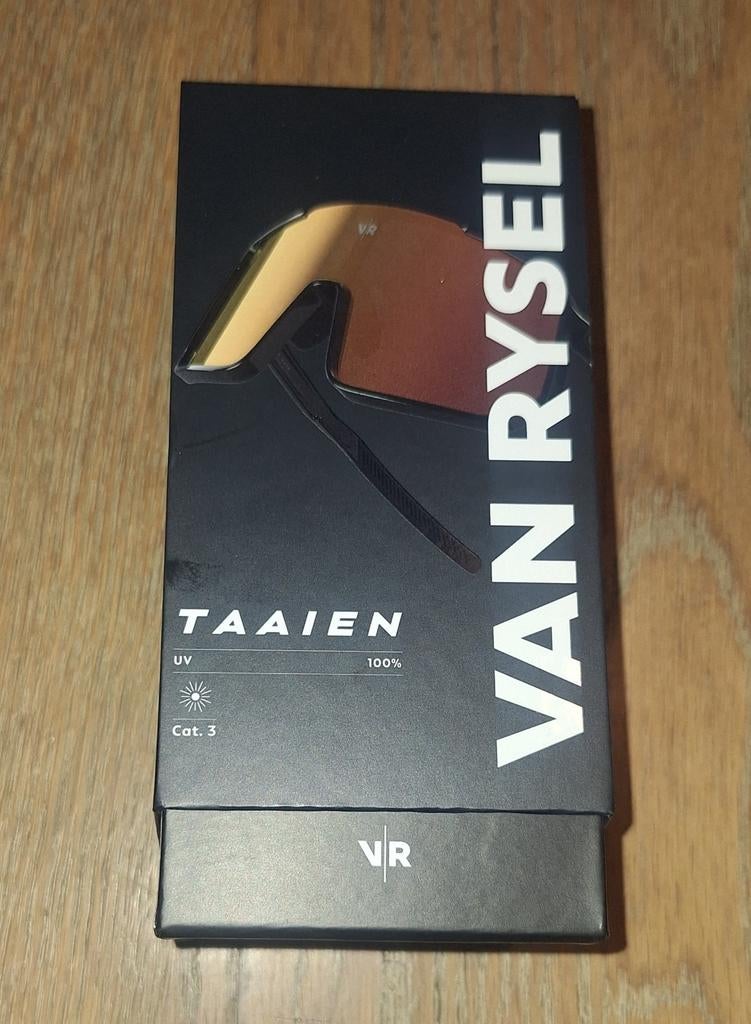 VR
VAN RYSEL
TAAIEN
UV 100%
Cat. 3
V|R